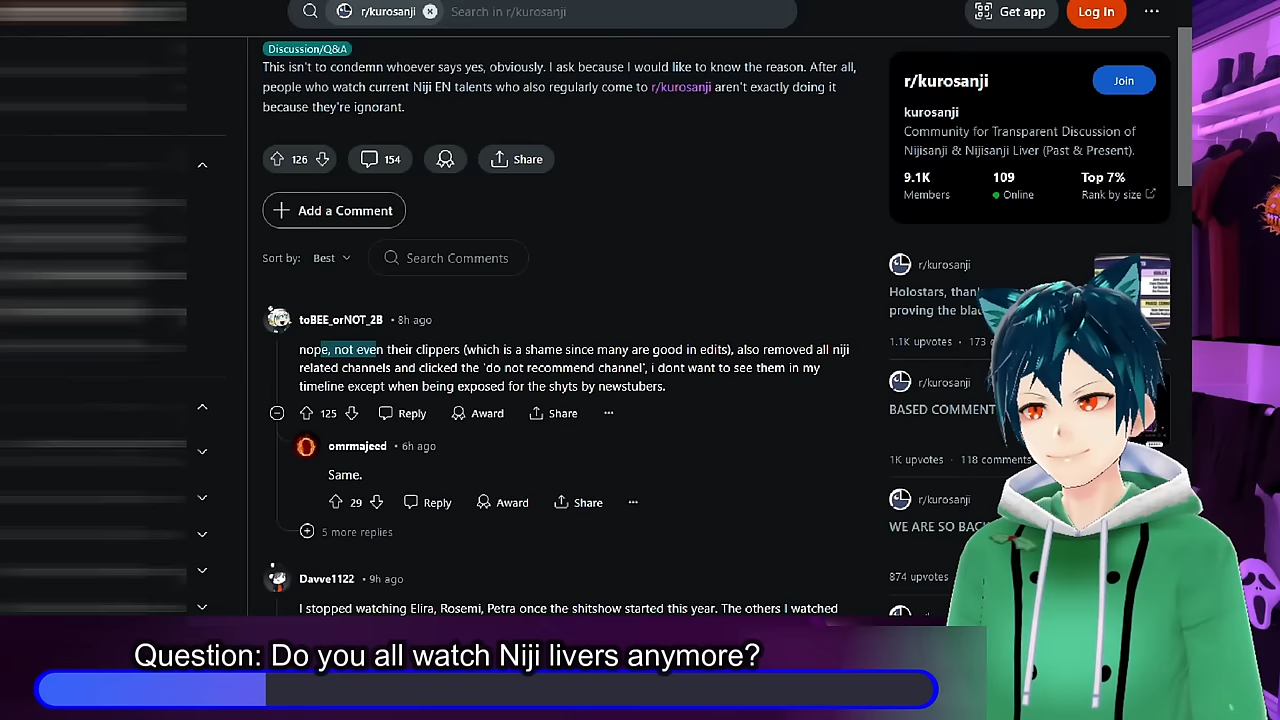 r/kurosanji
Search in r/kurosanji
Get app
Log In
Discussion/Q&A
This isn't to condemn whoever says yes, obviously. I ask because I would like to know the reason. After all,
people who watch current Niji EN talents who also regularly come to r/kurosanji aren't exactly doing it
because they're ignorant.
126
154
Share
Add a Comment
Sort by: Best
Search Comments
toBEE_orNOT_2B • 8h ago
nope, not even their clippers (which is a shame since many are good in edits), also removed all niji
related channels and clicked the 'do not recommend channel', i dont want to see them in my
timeline except when being exposed for the shyts by newstubers.
125
Reply
Award
Share
omrmajeed • 6h ago
Same.
29
Reply
Award
Share
5 more replies
Davve1122 • 9h ago
I stopped watching Elira, Rosemi, Petra once the shitshow started this year. The others I watched
r/kurosanji
Join
kurosanji
Community for Transparent Discussion of
Nijisanji & Nijisanji Liver (Past & Present).
9.1K
109
Top 7%
Members
Online
Rank by size
r/kurosanji
Holostars,
proving the
1.1K upvotes
r/kurosanji
BASED COMMENT
1K upvotes • 118 comments
r/kurosanji
WE ARE SO
874 upvotes
Question: Do you all watch Niji livers anymore?